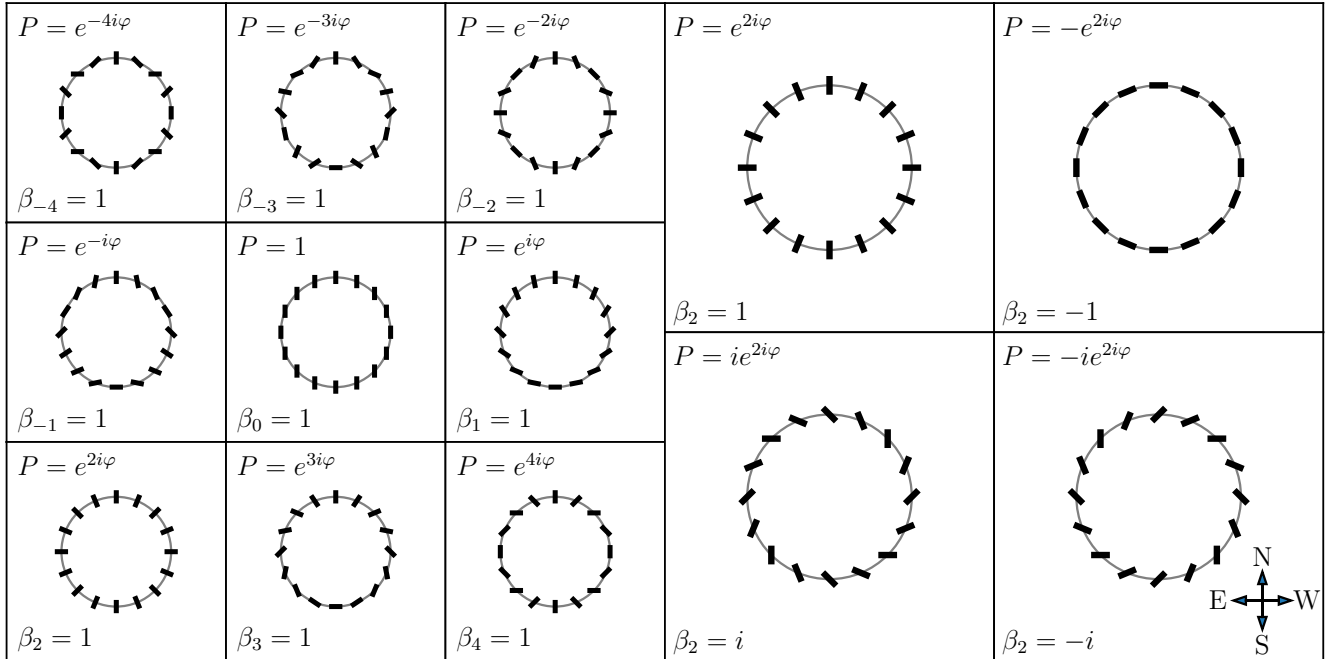 P = e^{-4iφ}
β_{-4} = 1
P = e^{-3iφ}
β_{-3} = 1
P = e^{-2iφ}
β_{-2} = 1
P = e^{-iφ}
β_{-1} = 1
P = 1
β_0 = 1
P = e^{iφ}
β_1 = 1
P = e^{2iφ}
β_2 = 1
P = e^{3iφ}
β_3 = 1
P = e^{4iφ}
β_4 = 1
P = e^{2iφ}
β_2 = 1
P = -e^{2iφ}
β_2 = -1
P = ie^{2iφ}
β_2 = i
P = -ie^{2iφ}
β_2 = -i
N
E W
S